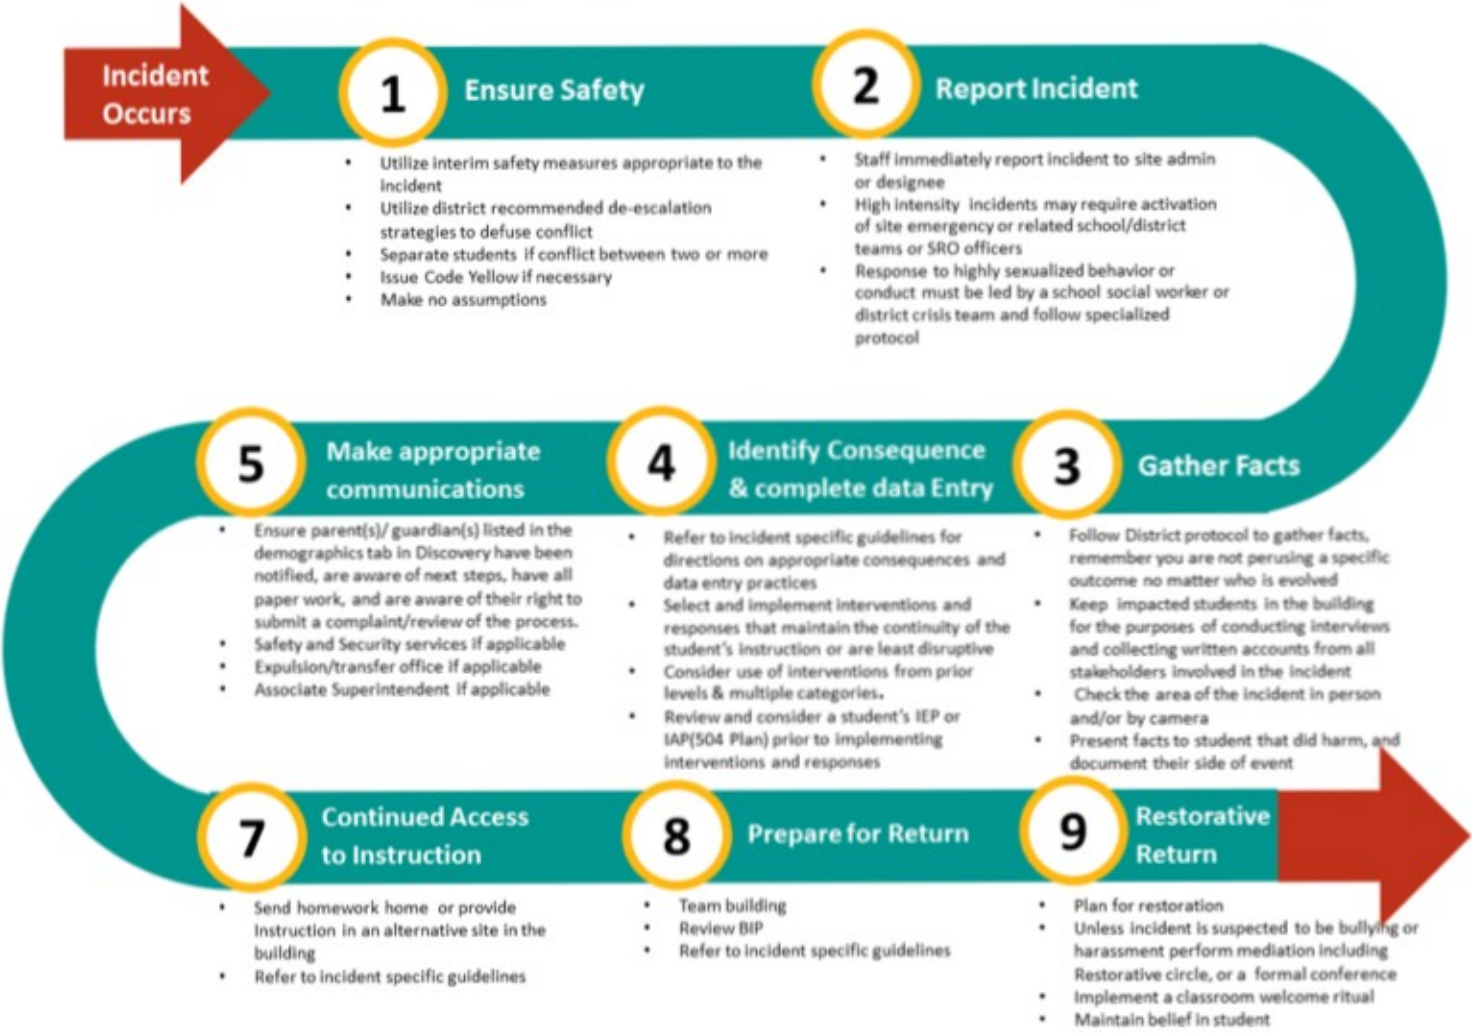 Incident
Occurs
1
Ensure Safety
• Utilize interim safety measures appropriate to the
incident
• Utilize district recommended de-escalation
strategies to defuse conflict
• Separate students if conflict between two or more
• Issue Code Yellow if necessary
• Make no assumptions
2
Report Incident
• Staff immediately report incident to site admin
or designee
• High intensity incidents may require activation
of site emergency or related school/district
teams or SRO officers
• Response to highly sexualized behavior or
conduct must be led by a school social worker or
district crisis team and follow specialized
protocol
3
Gather Facts
• Follow District protocol to gather facts,
remember you are not perusing a specific
outcome no matter who is evolved
• Keep impacted students in the building
for the purposes of conducting interviews
and collecting written accounts from all
stakeholders involved in the incident
• Check the area of the incident in person
and/or by camera
• Present facts to student that did harm, and
document their side of event
4
Identify Consequence
& complete data Entry
• Refer to incident specific guidelines for
directions on appropriate consequences and
data entry practices
• Select and implement interventions and
responses that maintain the continuity of the
student's instruction or are least disruptive
• Consider use of interventions from prior
levels & multiple categories.
• Review and consider a student's IEP or
IAP(504 Plan) prior to implementing
interventions and responses
5
Make appropriate
communications
• Ensure parent(s)/ guardian(s) listed in the
demographics tab in Discovery have been
notified, are aware of next steps, have all
paper work, and are aware of their right to
submit a complaint/review of the process.
• Safety and Security services if applicable
• Expulsion/transfer office if applicable
• Associate Superintendent if applicable
7
Continued Access
to Instruction
• Send homework home or provide
Instruction in an alternative site in the
building
• Refer to incident specific guidelines
8
Prepare for Return
• Team building
• Review BIP
• Refer to incident specific guidelines
9
Restorative
Return
• Plan for restoration
• Unless incident is suspected to be bullying or
harassment perform mediation including
Restorative circle, or a formal conference
• Implement a classroom welcome ritual
• Maintain belief in student